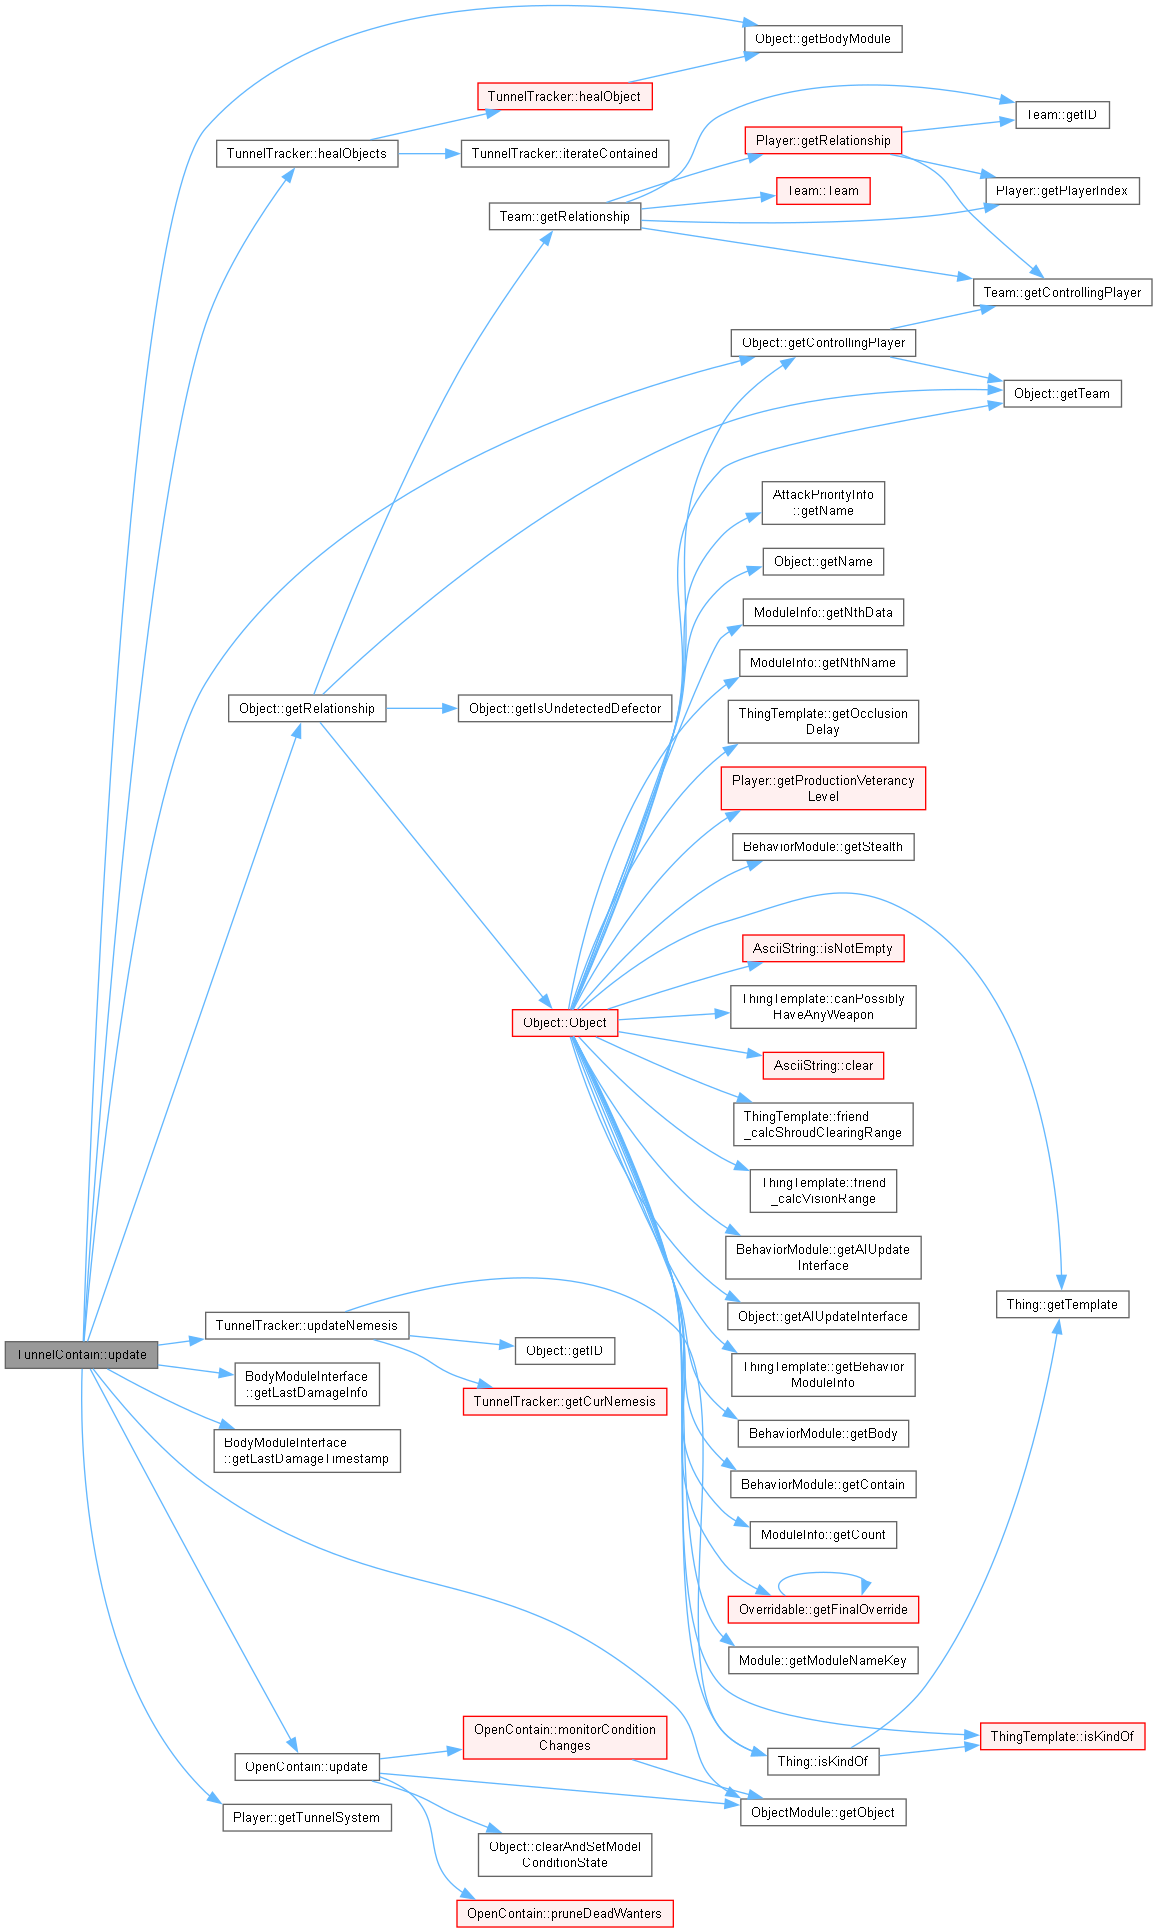 Object::getBodyModule
TunnelTracker::healObject
Team::getID
Player::getRelationship
TunnelTracker::healObjects
TunnelTracker::iterateContained
Team::Team
Player::getPlayerIndex
Team::getRelationship
Team::getControllingPlayer
Object::getControllingPlayer
Object::getTeam
AttackPriorityInfo
::getName
Object::getName
ModuleInfo::getNthData
ModuleInfo::getNthName
Object::getRelationship
Object::getIsUndetectedDefector
ThingTemplate::getOcclusion
Delay
Player::getProductionVeterancy
Level
BehaviorModule::getStealth
AsciiString::isNotEmpty
ThingTemplate::canPossibly
HaveAnyWeapon
Object::Object
AsciiString::clear
ThingTemplate::friend
_calcShroudClearingRange
ThingTemplate::friend
_calcVisionRange
BehaviorModule::getAIUpdate
Interface
Thing::getTemplate
Object::getAIUpdateInterface
TunnelTracker::updateNemesis
Object::getID
TunnelContain::update
ThingTemplate::getBehavior
ModuleInfo
BodyModuleInterface
::getLastDamageInfo
TunnelTracker::getCurNemesis
BehaviorModule::getBody
BodyModuleInterface
::getLastDamageTimestamp
BehaviorModule::getContain
ModuleInfo::getCount
Overridable::getFinalOverride
Module::getModuleNameKey
OpenContain::monitorCondition
Changes
ThingTemplate::isKindOf
Thing::isKindOf
OpenContain::update
ObjectModule::getObject
Player::getTunnelSystem
Object::clearAndSetModel
ConditionState
OpenContain::pruneDeadWanters